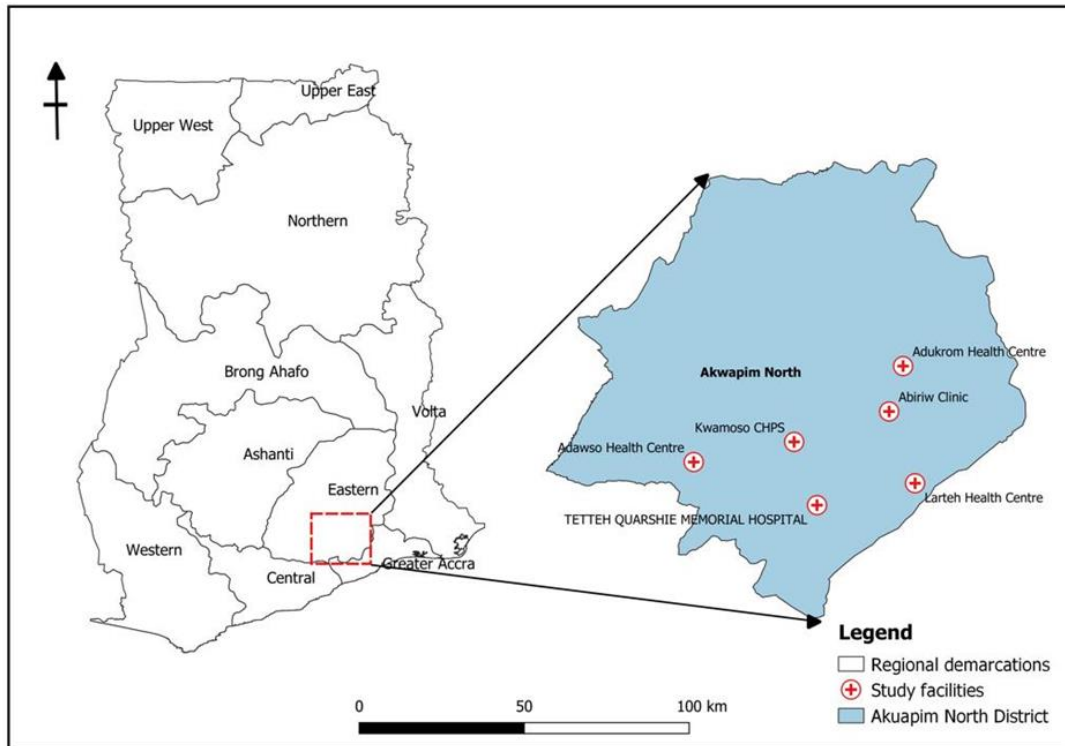 Upper East
Upper West
Northern
Brong Ahafo
Volta
Ashanti
Eastern
Western
Central
Greater Accra
Adukrom Health Centre
Akwapim North
Abiriw Clinic
Kwamoso CHPS
Adawso Health Centre
Larteh Health Centre
TETTEH QUARSHIE MEMORIAL HOSPITAL
Legend
Regional demarcations
Study facilities
Akuapim North District
0 50 100 km